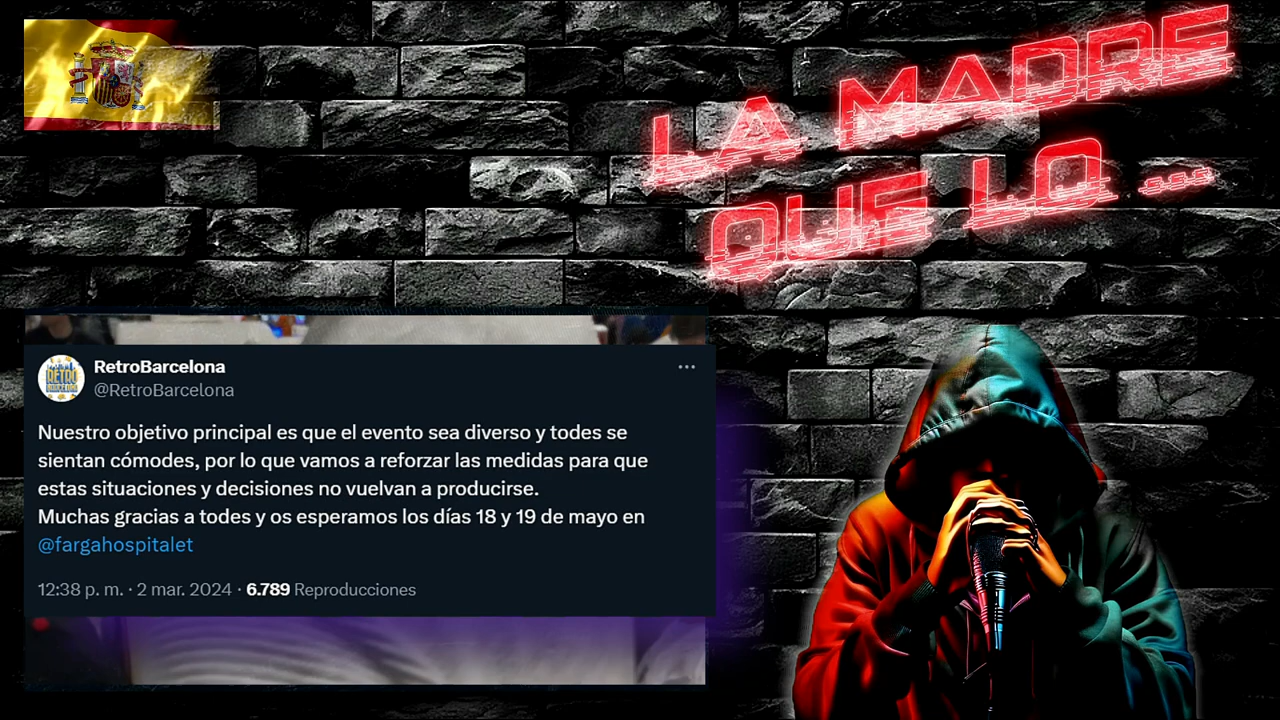 LA MADRE
QUE LO ...
RETRO
BARCELONA
RetroBarcelona
@RetroBarcelona
Nuestro objetivo principal es que el evento sea diverso y todes se
sientan cómodes, por lo que vamos a reforzar las medidas para que
estas situaciones y decisiones no vuelvan a producirse.
Muchas gracias a todes y os esperamos los días 18 y 19 de mayo en
@fargahospitalet
12:38 p. m. · 2 mar. 2024 · 6.789 Reproducciones